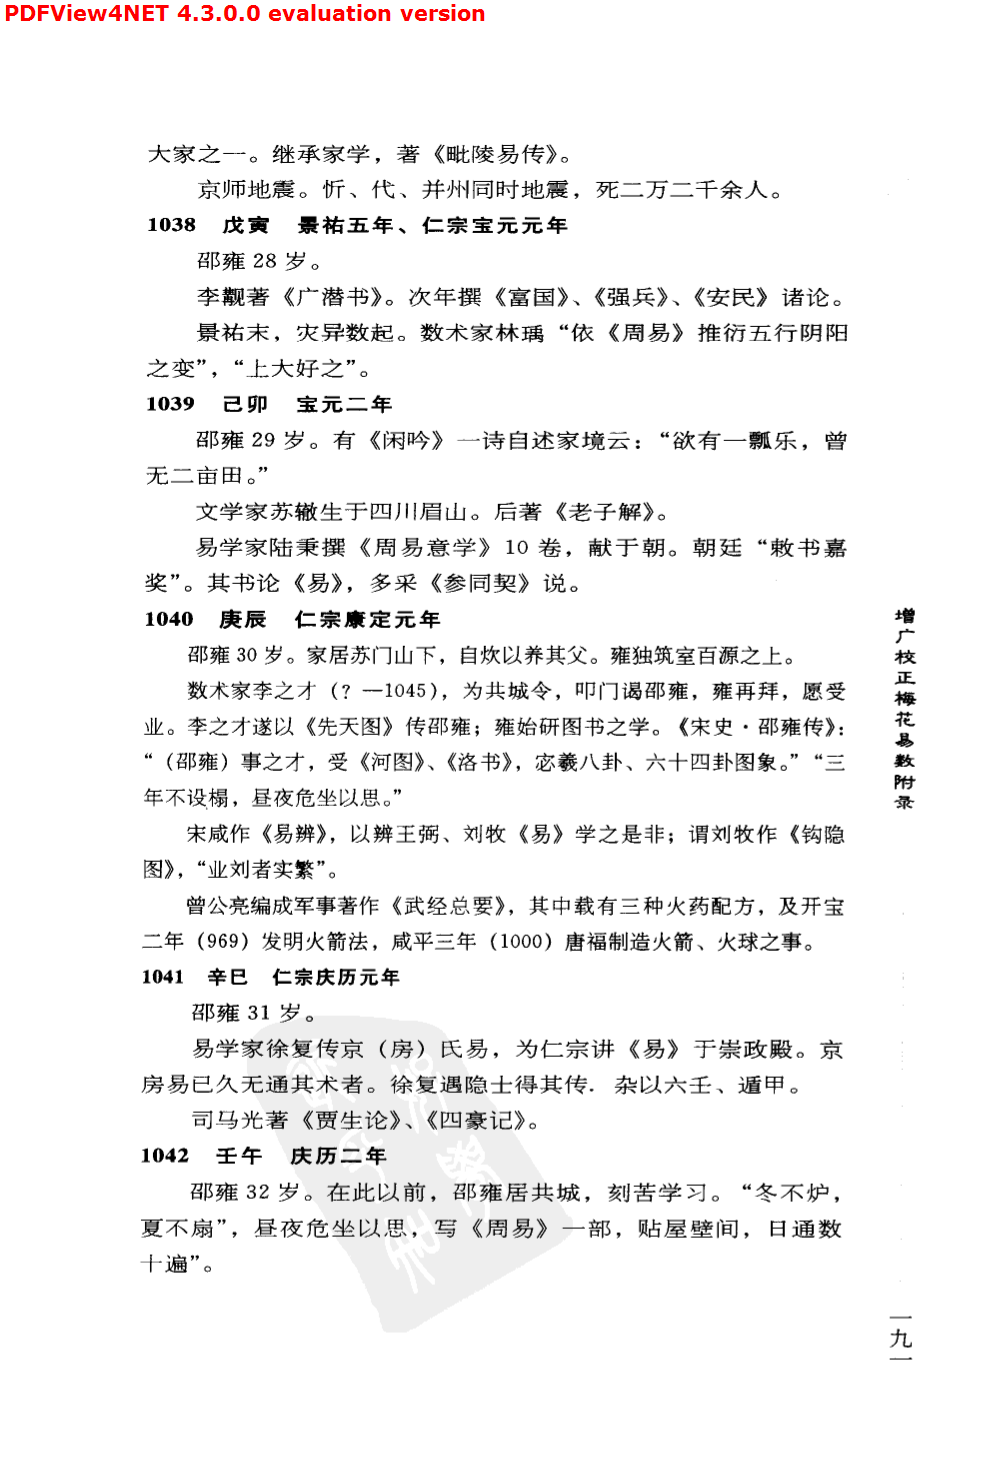 PDFView4NET 4.3.0.0 evaluation version
大家之一。继承家学，著《毗陵易传》。
京师地震。忻、代、并州同时地震，死二万二千余人。
1038 戊寅 景祐五年、仁宗宝元元年
邵雍 28 岁。
李觏著《广潜书》。次年撰《富国》、《强兵》、《安民》诸论。
景祐末，灾异数起。数术家林瑀“依《周易》推衍五行阴阳
之变”，“上大好之”。
1039 己卯 宝元二年
邵雍 29 岁。有《闲吟》一诗自述家境云：“欲有一瓢乐，曾
无二亩田。”
文学家苏辙生于四川眉山。后著《老子解》。
易学家陆秉撰《周易意学》10 卷，献于朝。朝廷“敕书嘉
奖”。其书论《易》，多采《参同契》说。
1040 庚辰 仁宗康定元年
邵雍 30 岁。家居苏门山下，自炊以养其父。雍独筑室百源之上。
数术家李之才（？—1045），为共城令，叩门谒邵雍，雍再拜，愿受
业。李之才遂以《先天图》传邵雍；雍始研图书之学。《宋史·邵雍传》：
“（邵雍）事之才，受《河图》、《洛书》，宓羲八卦、六十四卦图象。”“三
年不设榻，昼夜危坐以思。”
宋咸作《易辨》，以辨王弼、刘牧《易》学之是非；谓刘牧作《钩隐
图》，“业刘者实繁”。
曾公亮编成军事著作《武经总要》，其中载有三种火药配方，及开宝
二年（969）发明火箭法，咸平三年（1000）唐福制造火箭、火球之事。
1041 辛巳 仁宗庆历元年
邵雍 31 岁。
易学家徐复传京（房）氏易，为仁宗讲《易》于崇政殿。京
房易已久无通其术者。徐复遇隐士得其传．杂以六壬、遁甲。
司马光著《贾生论》、《四豪记》。
1042 壬午 庆历二年
邵雍 32 岁。在此以前，邵雍居共城，刻苦学习。“冬不炉，
夏不扇”，昼夜危坐以思，写《周易》一部，贴屋壁间，日通数
十遍”。
增广校正梅花易数附录
一九一